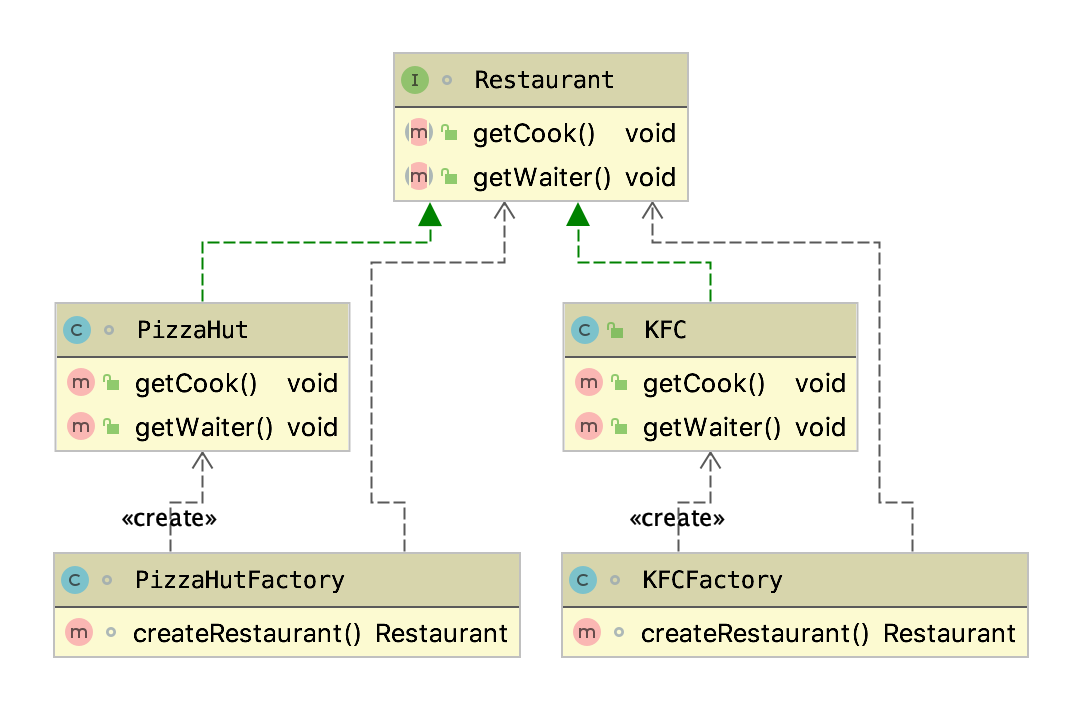 I Restaurant
m getCook() void
m getWaiter() void
C PizzaHut
m getCook() void
m getWaiter() void
C KFC
m getCook() void
m getWaiter() void
«create»
«create»
C PizzaHutFactory
m createRestaurant() Restaurant
C KFCFactory
m createRestaurant() Restaurant